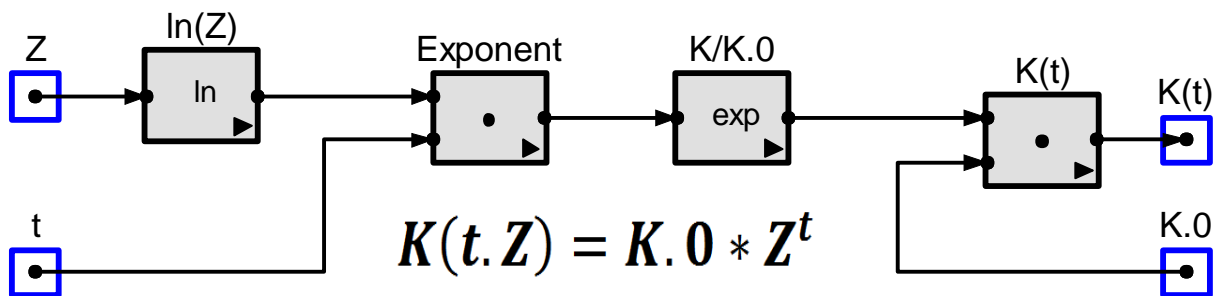 ln(Z)
Z
Exponent
K/K.0
K(t)
K(t)
ln
exp
t
K(t.Z) = K.0 * Z^t
K.0